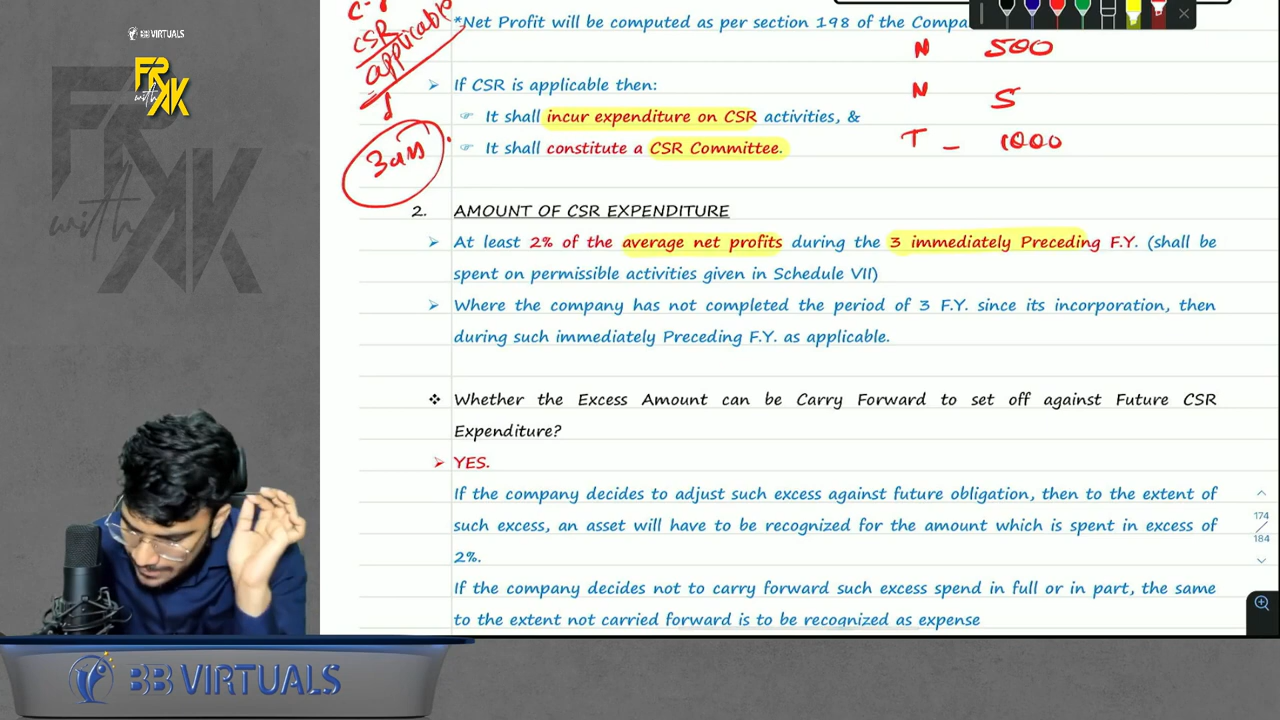 BB VIRTUALS
FR
with
AK
FR
with
AK
*Net Profit will be computed as per section 198 of the Compa
CSR
applicable
N 500
➢ If CSR is applicable then:
N 5
☞ It shall incur expenditure on CSR activities, &
T - 1000
☞ It shall constitute a CSR Committee.
2. AMOUNT OF CSR EXPENDITURE
➢ At least 2% of the average net profits during the 3 immediately Preceding F.Y. (shall be
spent on permissible activities given in Schedule VII)
➢ Where the company has not completed the period of 3 F.Y. since its incorporation, then
during such immediately Preceding F.Y. as applicable.
❖ Whether the Excess Amount can be Carry Forward to set off against Future CSR
Expenditure?
➢ YES.
If the company decides to adjust such excess against future obligation, then to the extent of
such excess, an asset will have to be recognized for the amount which is spent in excess of
2%.
If the company decides not to carry forward such excess spend in full or in part, the same
to the extent not carried forward is to be recognized as expense
174
184
BB VIRTUALS